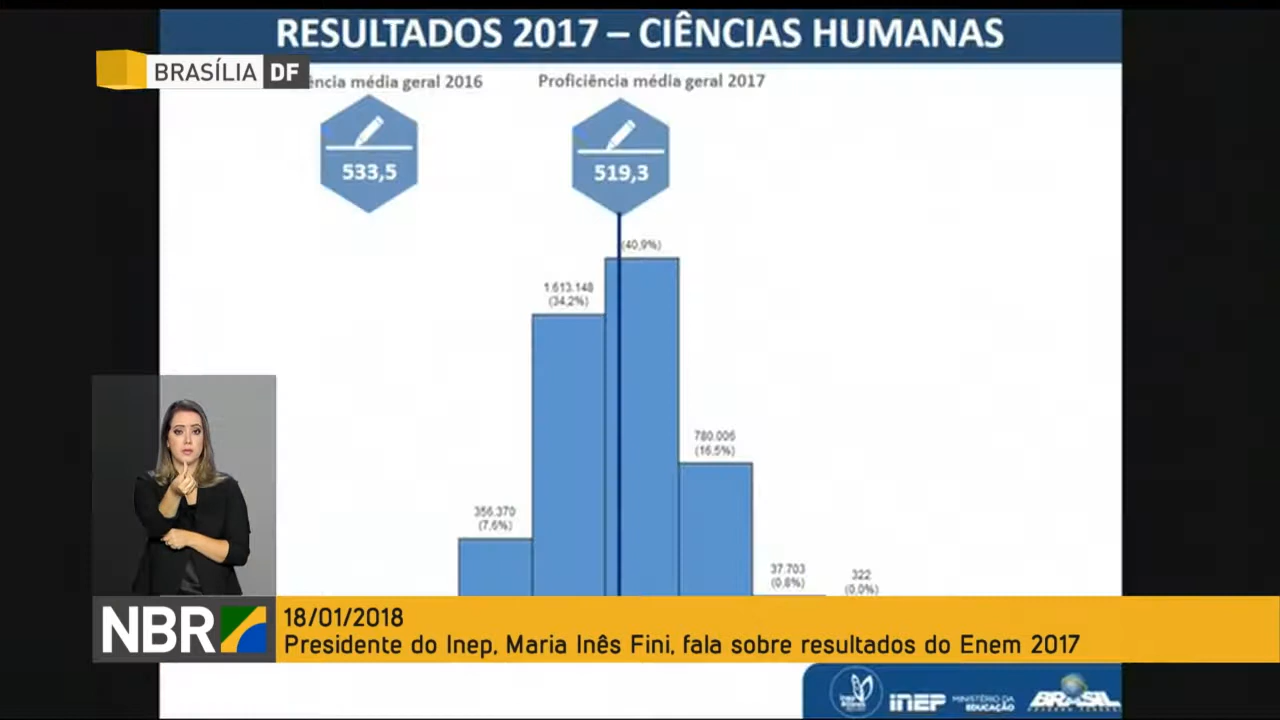 RESULTADOS 2017 – CIÊNCIAS HUMANAS
BRASÍLIA DF
média geral 2016
Proficiência média geral 2017
533,5
519,3
(40,9%)
1.613.148
(34,2%)
780.006
(16,5%)
356.370
(7,6%)
37.703
(0,8%)
322
(0,0%)
NBR
18/01/2018
Presidente do Inep, Maria Inês Fini, fala sobre resultados do Enem 2017
INEP
MINISTÉRIO DA
EDUCAÇÃO
BRASIL
GOVERNO FEDERAL